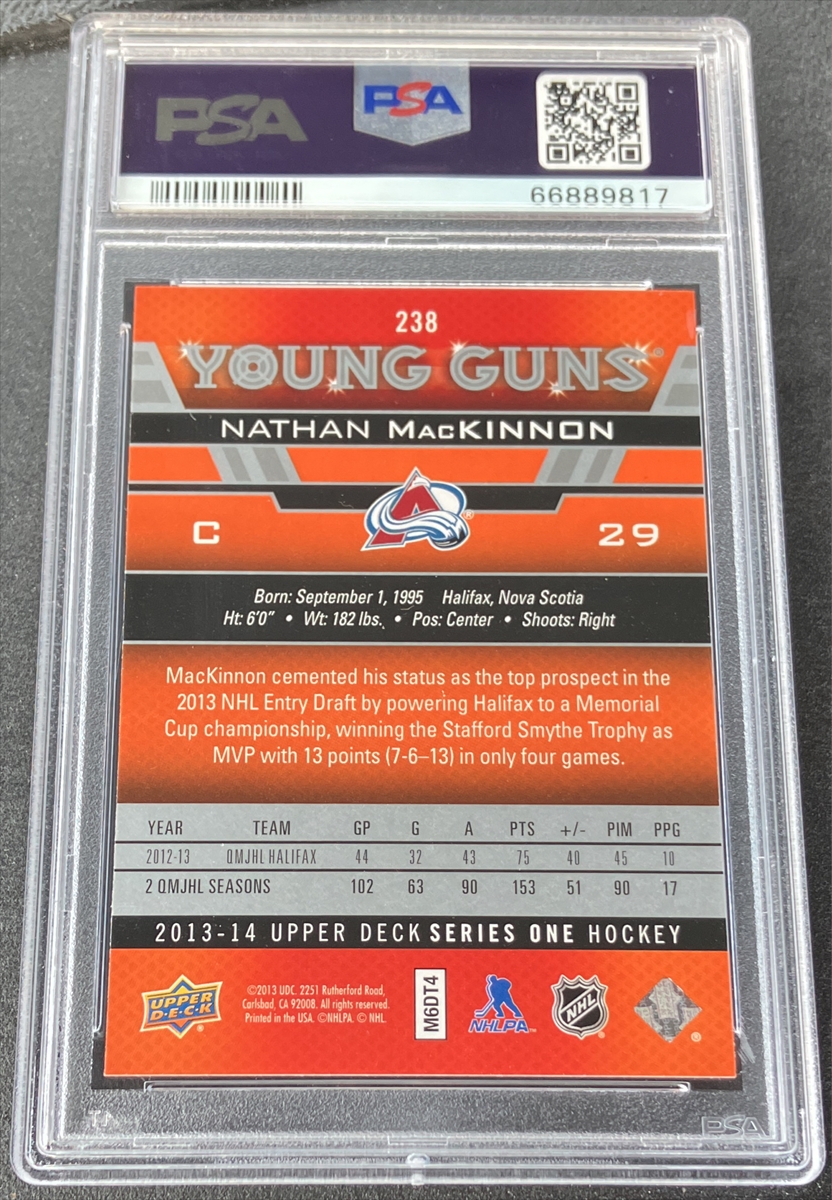 PSA
PSA
66889817
238
YOUNG GUNS®
NATHAN MacKINNON
C
29
Born: September 1, 1995 Halifax, Nova Scotia
Ht: 6'0" • Wt: 182 lbs. • Pos: Center • Shoots: Right
MacKinnon cemented his status as the top prospect in the
2013 NHL Entry Draft by powering Halifax to a Memorial
Cup championship, winning the Stafford Smythe Trophy as
MVP with 13 points (7-6–13) in only four games.
YEAR TEAM GP G A PTS +/- PIM PPG
2012-13 QMJHL HALIFAX 44 32 43 75 40 45 10
2 QMJHL SEASONS 102 63 90 153 51 90 17
2013-14 UPPER DECK SERIES ONE HOCKEY
UPPER
DECK
©2013 UDC. 2251 Rutherford Road,
Carlsbad, CA 92008. All rights reserved.
Printed in the USA. ©NHLPA. © NHL.
M6DT4
NHLPA
NHL
PSA